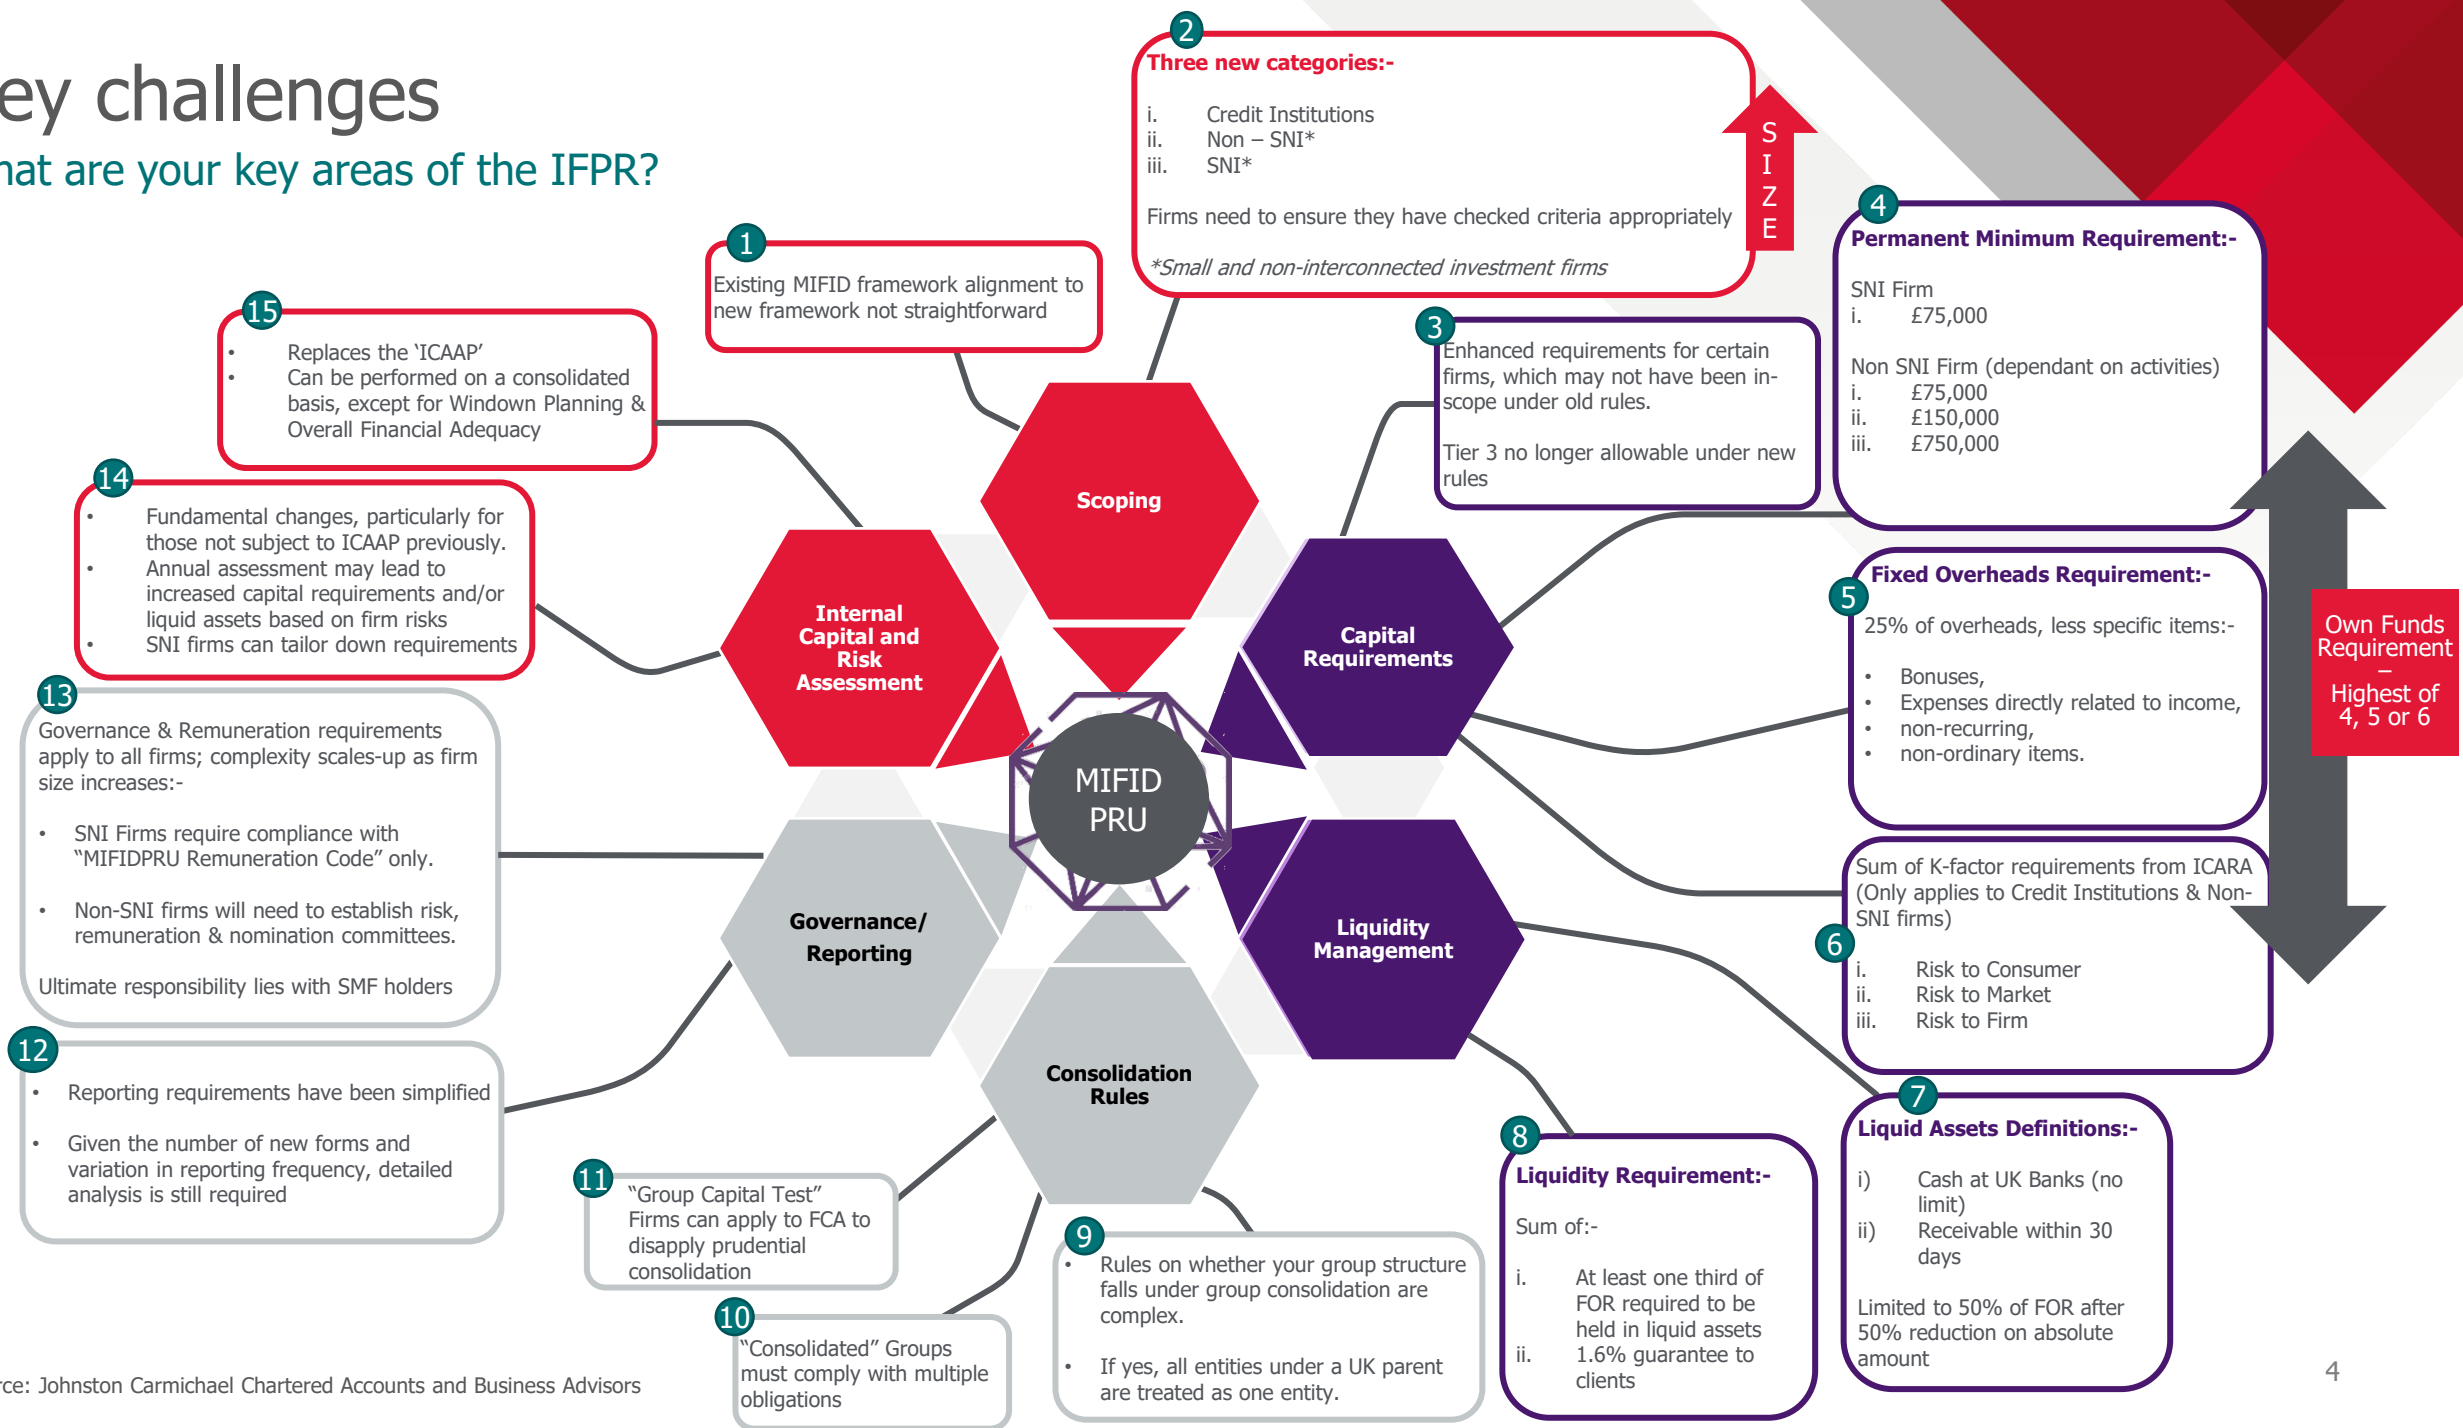 ey challenges
hat are your key areas of the IFPR?
1
Existing MIFID framework alignment to
new framework not straightforward
2
Three new categories:-
i. Credit Institutions
ii. Non – SNI*
iii. SNI*
Firms need to ensure they have checked criteria appropriately
*Small and non-interconnected investment firms
S
I
Z
E
3
Enhanced requirements for certain
firms, which may not have been in-
scope under old rules.
Tier 3 no longer allowable under new
rules
4
Permanent Minimum Requirement:-
SNI Firm
i. £75,000
Non SNI Firm (dependant on activities)
i. £75,000
ii. £150,000
iii. £750,000
5
Fixed Overheads Requirement:-
25% of overheads, less specific items:-
• Bonuses,
• Expenses directly related to income,
• non-recurring,
• non-ordinary items.
Own Funds
Requirement
–
Highest of
4, 5 or 6
6
Sum of K-factor requirements from ICARA
(Only applies to Credit Institutions & Non-
SNI firms)
i. Risk to Consumer
ii. Risk to Market
iii. Risk to Firm
7
Liquid Assets Definitions:-
i) Cash at UK Banks (no
limit)
ii) Receivable within 30
days
Limited to 50% of FOR after
50% reduction on absolute
amount
8
Liquidity Requirement:-
Sum of:-
i. At least one third of
FOR required to be
held in liquid assets
ii. 1.6% guarantee to
clients
9
• Rules on whether your group structure
falls under group consolidation are
complex.
• If yes, all entities under a UK parent
are treated as one entity.
10
"Consolidated" Groups
must comply with multiple
obligations
11
"Group Capital Test"
Firms can apply to FCA to
disapply prudential
consolidation
12
• Reporting requirements have been simplified
• Given the number of new forms and
variation in reporting frequency, detailed
analysis is still required
13
Governance & Remuneration requirements
apply to all firms; complexity scales-up as firm
size increases:-
• SNI Firms require compliance with
"MIFIDPRU Remuneration Code" only.
• Non-SNI firms will need to establish risk,
remuneration & nomination committees.
Ultimate responsibility lies with SMF holders
14
• Fundamental changes, particularly for
those not subject to ICAAP previously.
• Annual assessment may lead to
increased capital requirements and/or
liquid assets based on firm risks
• SNI firms can tailor down requirements
15
• Replaces the 'ICAAP'
• Can be performed on a consolidated
basis, except for Windown Planning &
Overall Financial Adequacy
Scoping
Capital
Requirements
Liquidity
Management
Consolidation
Rules
Governance/
Reporting
Internal
Capital and
Risk
Assessment
MIFID
PRU
rce: Johnston Carmichael Chartered Accounts and Business Advisors
4